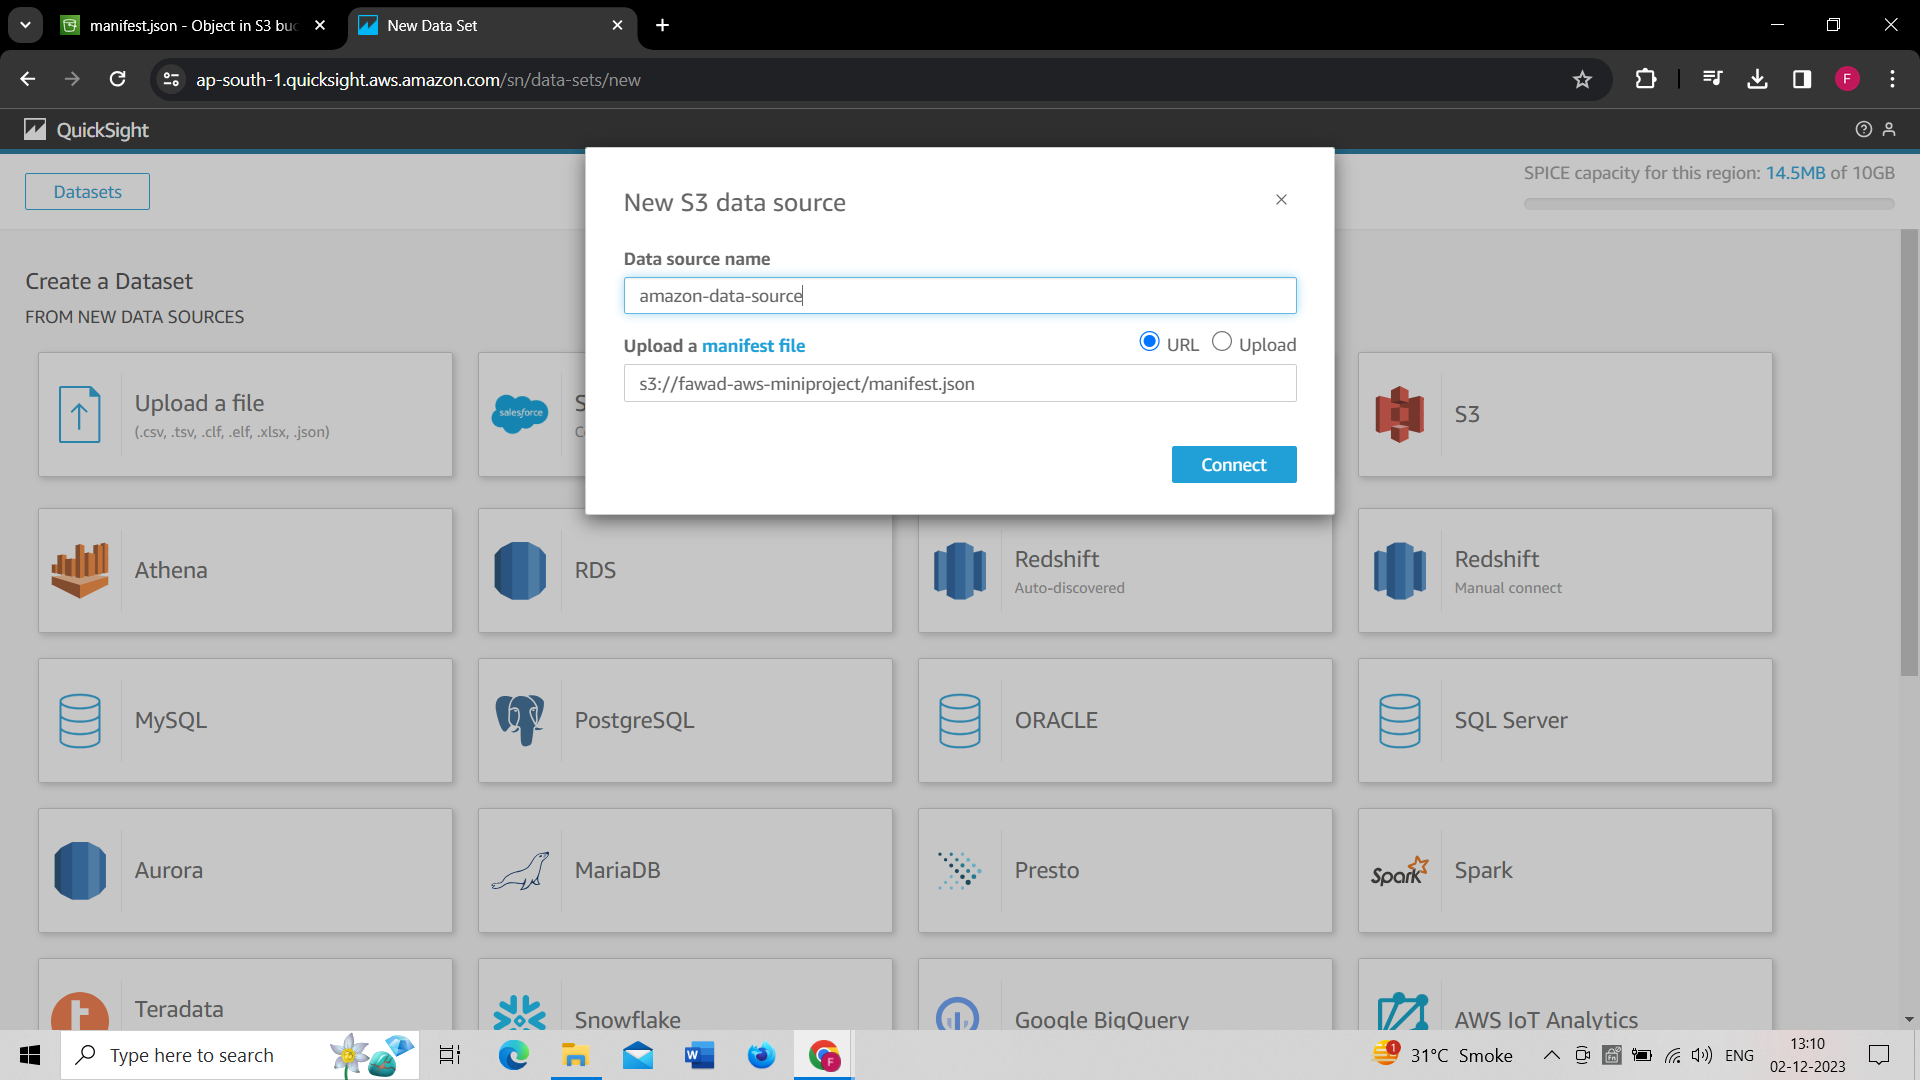 manifest.json - Object in S3 buc
New Data Set
ap-south-1.quicksight.aws.amazon.com/sn/data-sets/new
F
QuickSight
Datasets
SPICE capacity for this region: 14.5MB of 10GB
New S3 data source
Data source name
amazon-data-source
Upload a manifest file
URL
Upload
s3://fawad-aws-miniproject/manifest.json
Connect
Create a Dataset
FROM NEW DATA SOURCES
Upload a file
(.csv, .tsv, .clf, .elf, .xlsx, .json)
salesforce
S
S3
Athena
RDS
Redshift
Auto-discovered
Redshift
Manual connect
MySQL
PostgreSQL
ORACLE
SQL Server
Aurora
MariaDB
Presto
Spark
Spark
Teradata
Snowflake
Google BigQuery
AWS IoT Analytics
Type here to search
1
31°C Smoke
ENG
13:10
02-12-2023